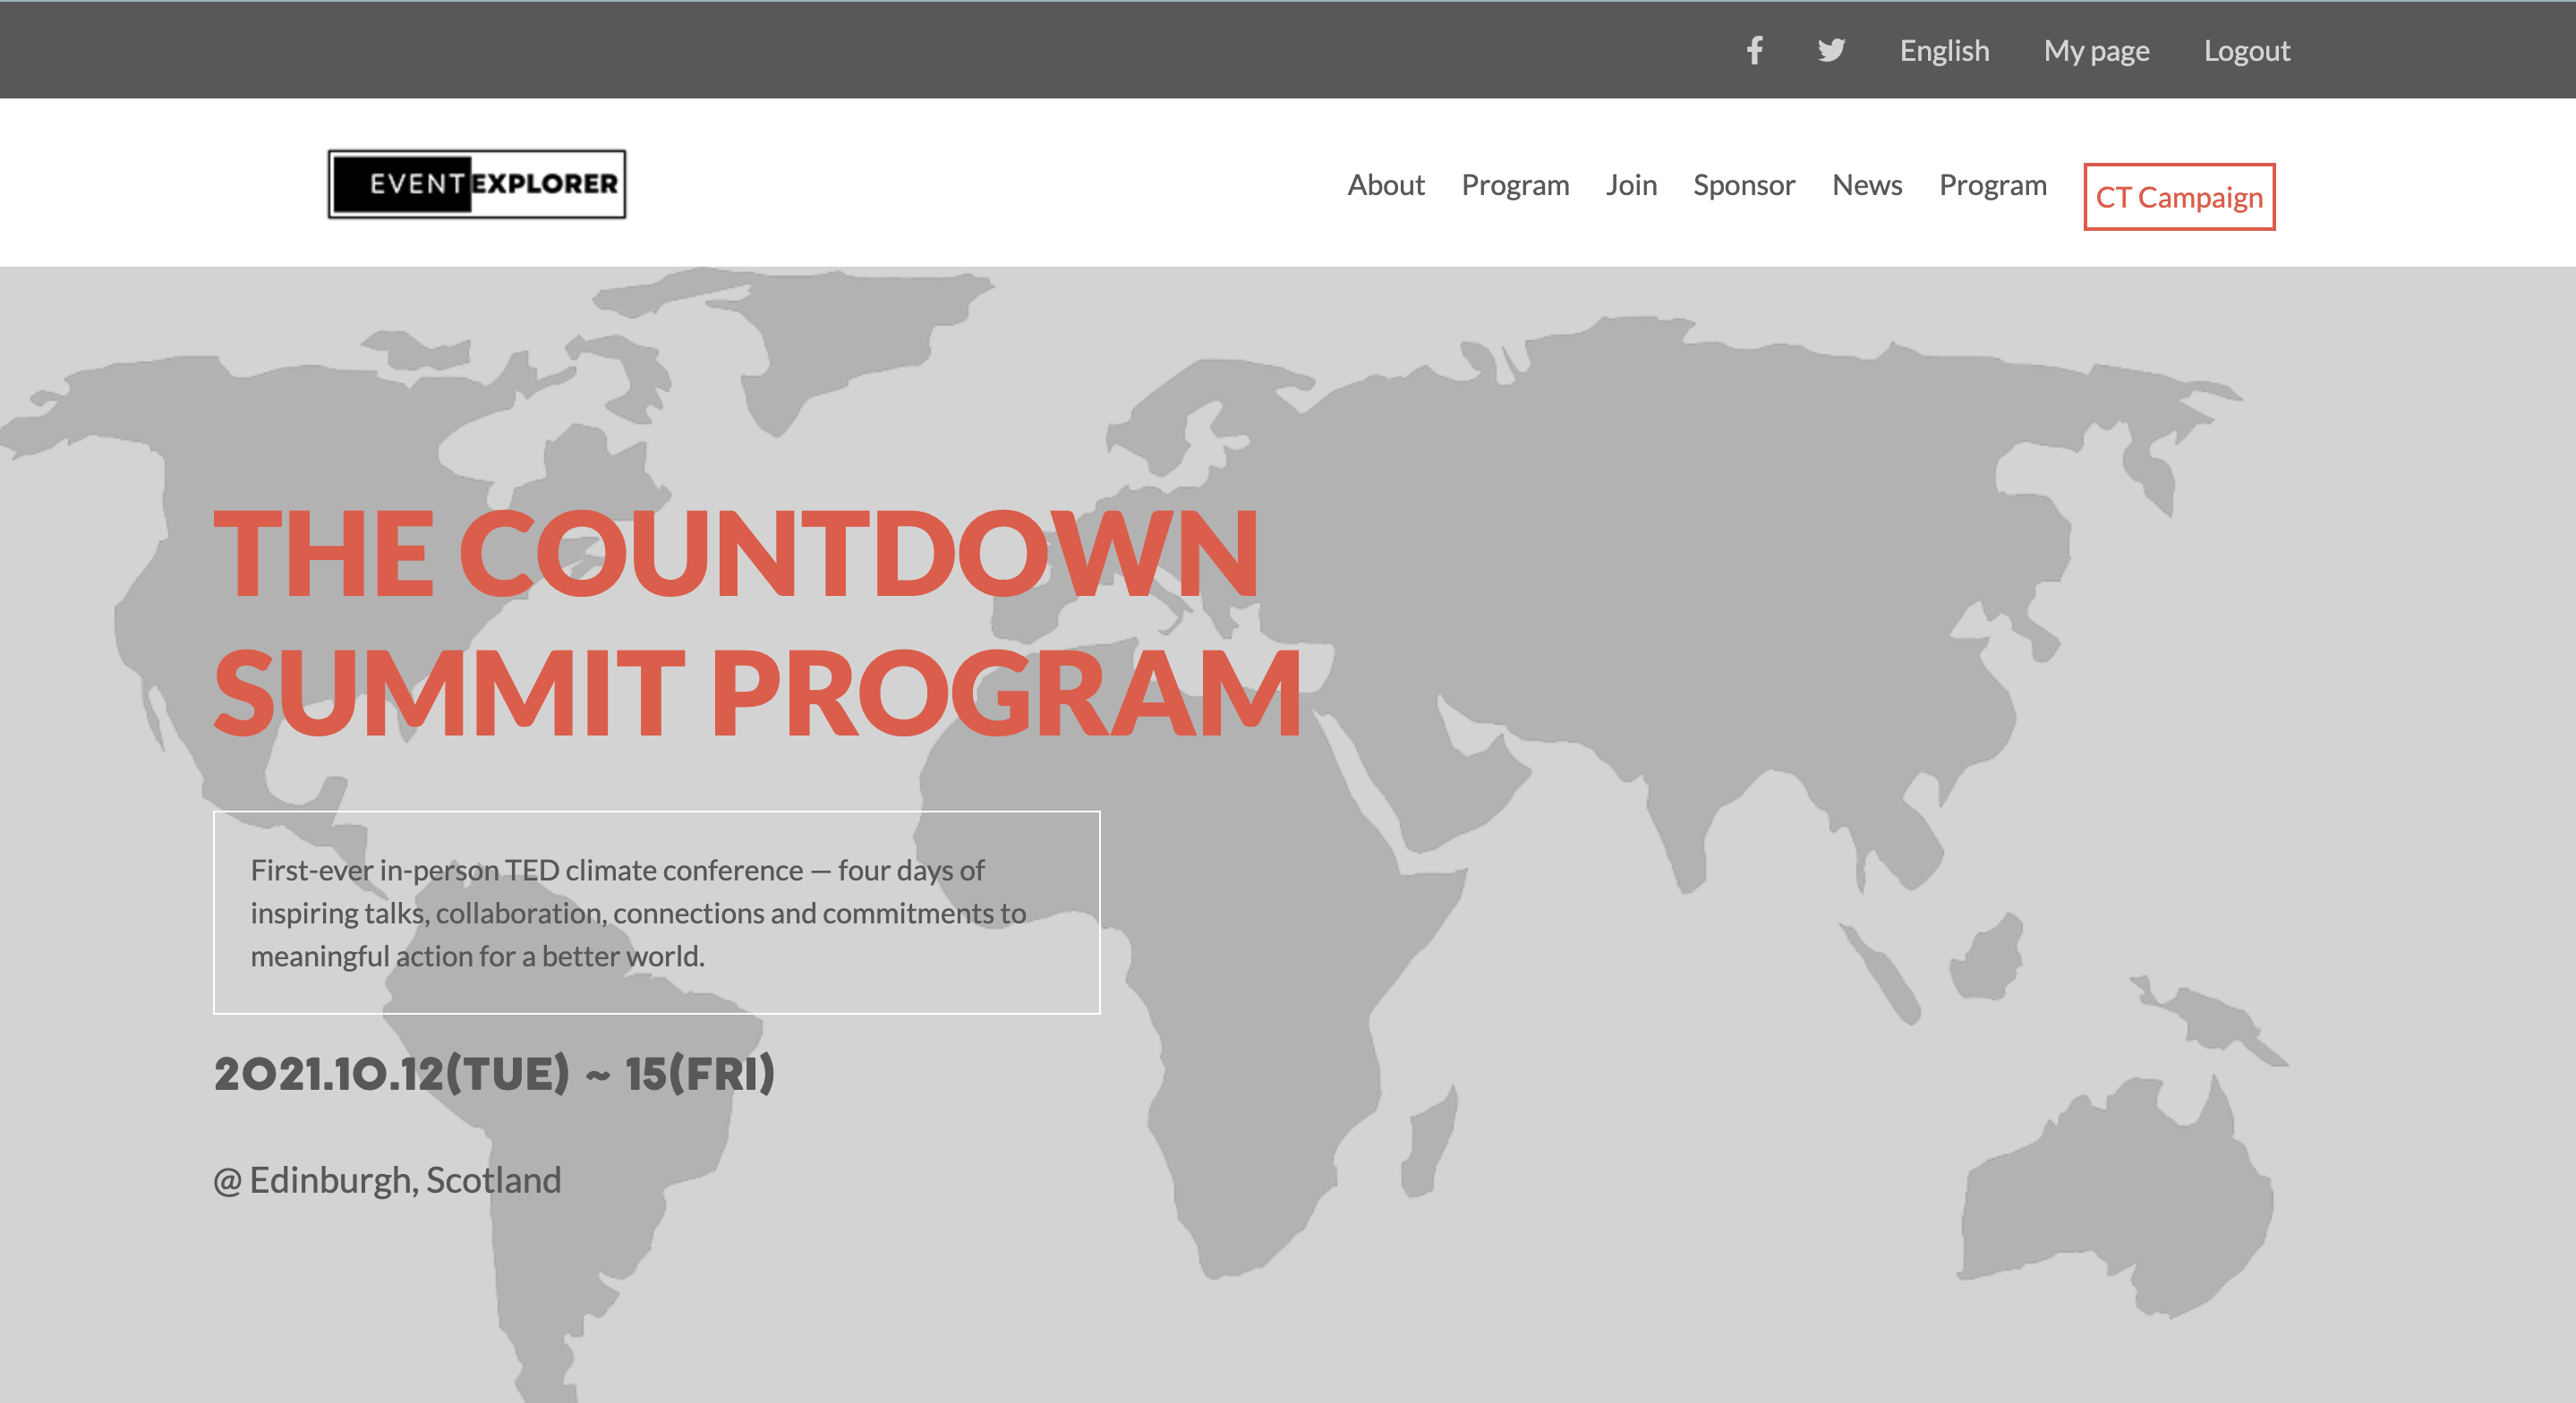 English My page Logout
EVENTEXPLORER
About Program Join Sponsor News Program CT Campaign
THE COUNTDOWN
SUMMIT PROGRAM
First-ever in-person TED climate conference — four days of
inspiring talks, collaboration, connections and commitments to
meaningful action for a better world.
2021.10.12(TUE) ~ 15(FRI)
@ Edinburgh, Scotland